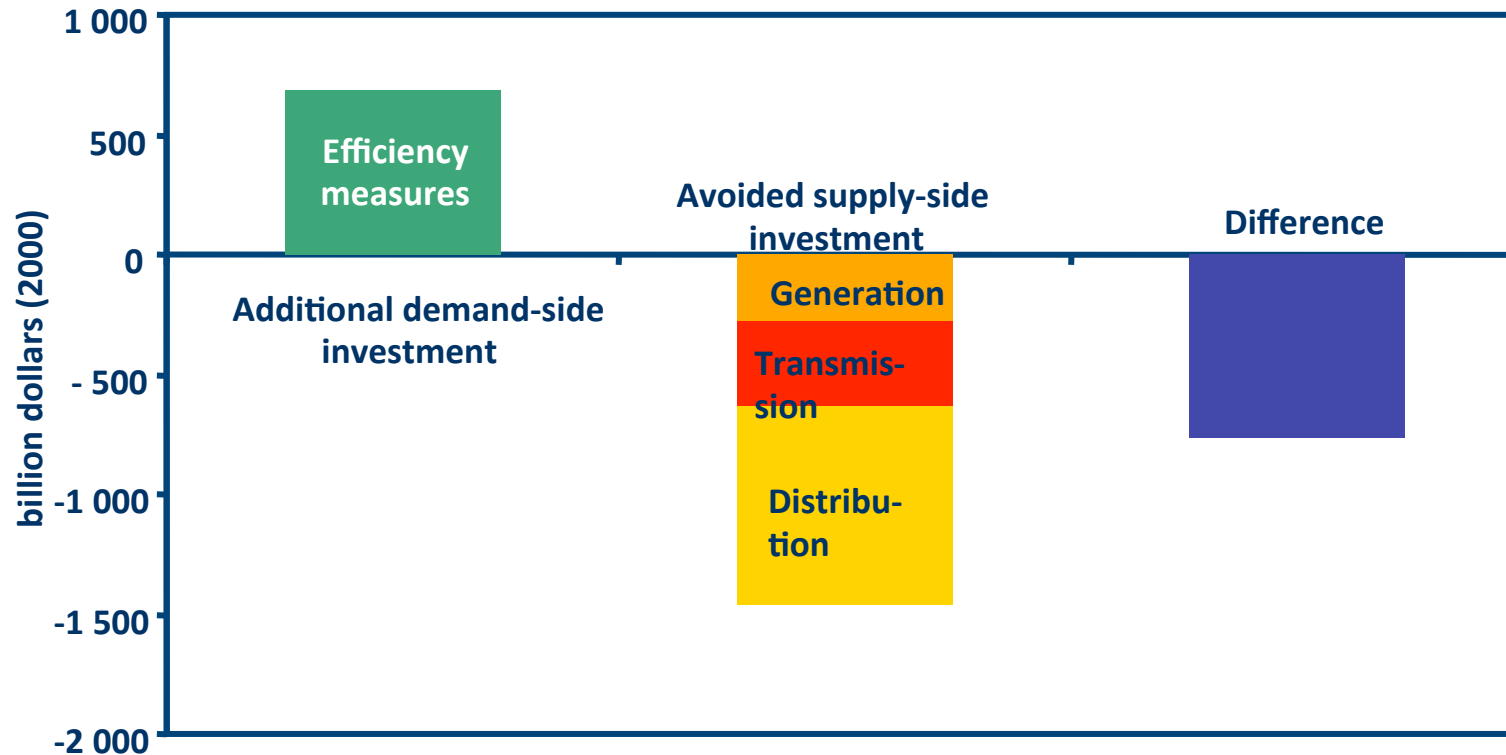 1 000
500
0
- 500
-1 000
-1 500
-2 000
billion dollars (2000)
Efficiency
measures
Additional demand-side
investment
Avoided supply-side
investment
Generation
Transmis-
sion
Distribu-
tion
Difference